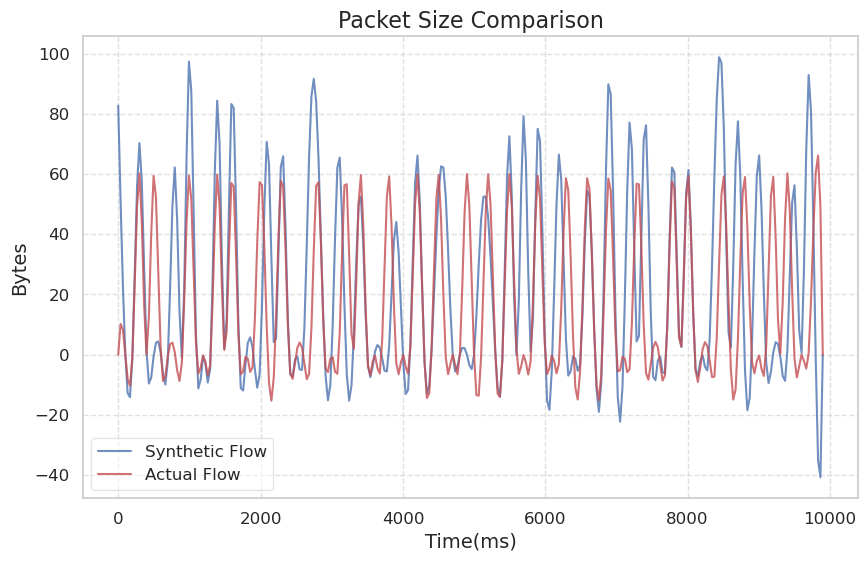 Packet Size Comparison
Bytes
100
80
60
40
20
0
−20
−40
Synthetic Flow
Actual Flow
0 2000 4000 6000 8000 10000
Time(ms)